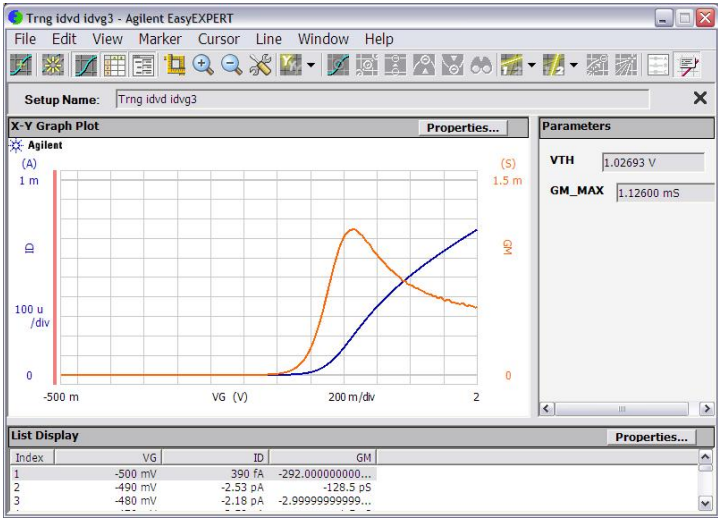 Trng idvd idvg3 - Agilent EasyEXPERT
File Edit View Marker Cursor Line Window Help
Setup Name: Trng idvd idvg3
X-Y Graph Plot Properties...
Agilent
(A) (S)
1 m 1.5 m
ID GM
100 u
/div
0 0
-500 m VG (V) 200 m/div 2
Parameters
VTH 1.02693 V
GM_MAX 1.12600 mS
List Display Properties...
Index VG ID GM
1 -500 mV 390 fA -292.000000000...
2 -490 mV -2.53 pA -128.5 pS
3 -480 mV -2.18 pA -2.99999999999...